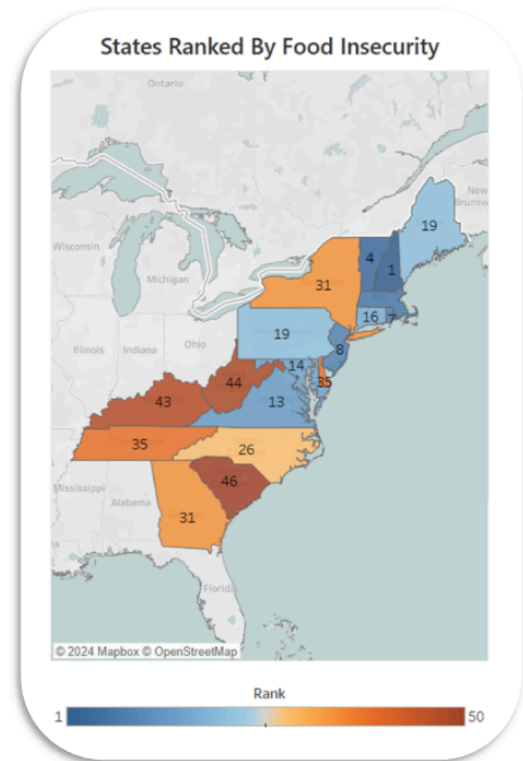 States Ranked By Food Insecurity
Ontario
New
Brunsw
19
4
1
Wisconsin
31
Michigan
16
7
19
8
Illinois
Indiana
Ohio
14
44
35
43
13
35
26
46
Mississippi
Alabama
31
Florida
© 2024 Mapbox © OpenStreetMap
Rank
1
50